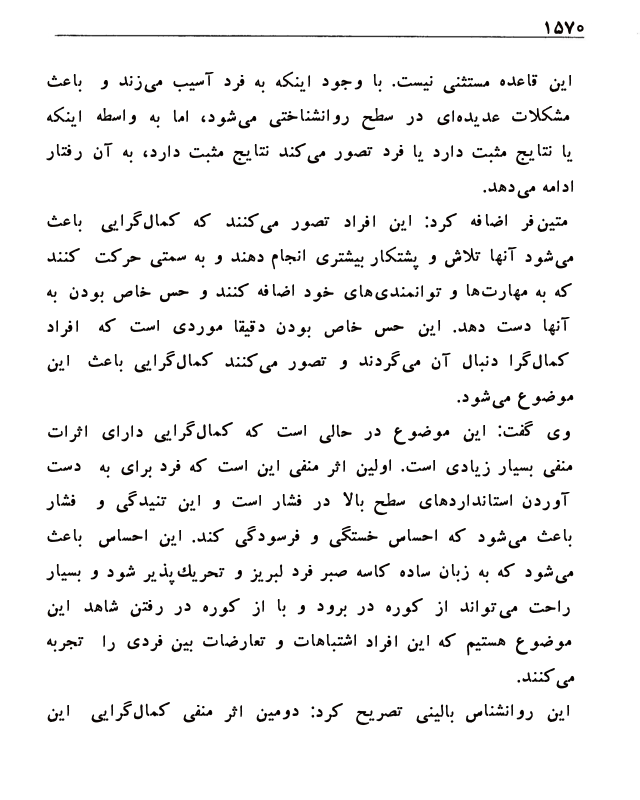 ۱۵۷۰
این قاعده مستثنی نیست. با وجود اینکه به فرد آسیب می‌زند و باعث
مشکلات عدیده‌ای در سطح روانشناختی می‌شود، اما به واسطه اینکه
یا نتایج مثبت دارد یا فرد تصور می‌کند نتایج مثبت دارد، به آن رفتار
ادامه می‌دهد.
متین‌فر اضافه کرد: این افراد تصور می‌کنند که کمال‌گرایی باعث
می‌شود آنها تلاش و پشتکار بیشتری انجام دهند و به سمتی حرکت کنند
که به مهارت‌ها و توانمندی‌های خود اضافه کنند و حس خاص بودن به
آنها دست دهد. این حس خاص بودن دقیقا موردی است که افراد
کمال‌گرا دنبال آن می‌گردند و تصور می‌کنند کمال‌گرایی باعث این
موضوع می‌شود.
وی گفت: این موضوع در حالی است که کمال‌گرایی دارای اثرات
منفی بسیار زیادی است. اولین اثر منفی این است که فرد برای به دست
آوردن استانداردهای سطح بالا در فشار است و این تنیدگی و فشار
باعث می‌شود که احساس خستگی و فرسودگی کند. این احساس باعث
می‌شود که به زبان ساده کاسه صبر فرد لبریز و تحریك‌پذیر شود و بسیار
راحت می‌تواند از کوره در برود و با از کوره در رفتن شاهد این
موضوع هستیم که این افراد اشتباهات و تعارضات بین فردی را تجربه
می‌کنند.
این روانشناس بالینی تصریح کرد: دومین اثر منفی کمال‌گرایی این